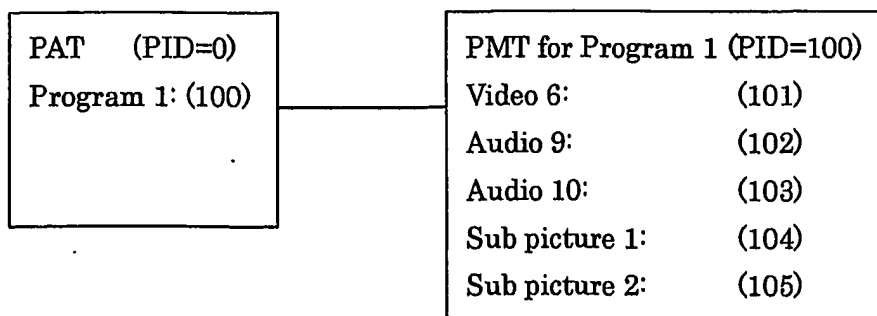 PAT (PID=0)
Program 1: (100)
PMT for Program 1 (PID=100)
Video 6: (101)
Audio 9: (102)
Audio 10: (103)
Sub picture 1: (104)
Sub picture 2: (105)